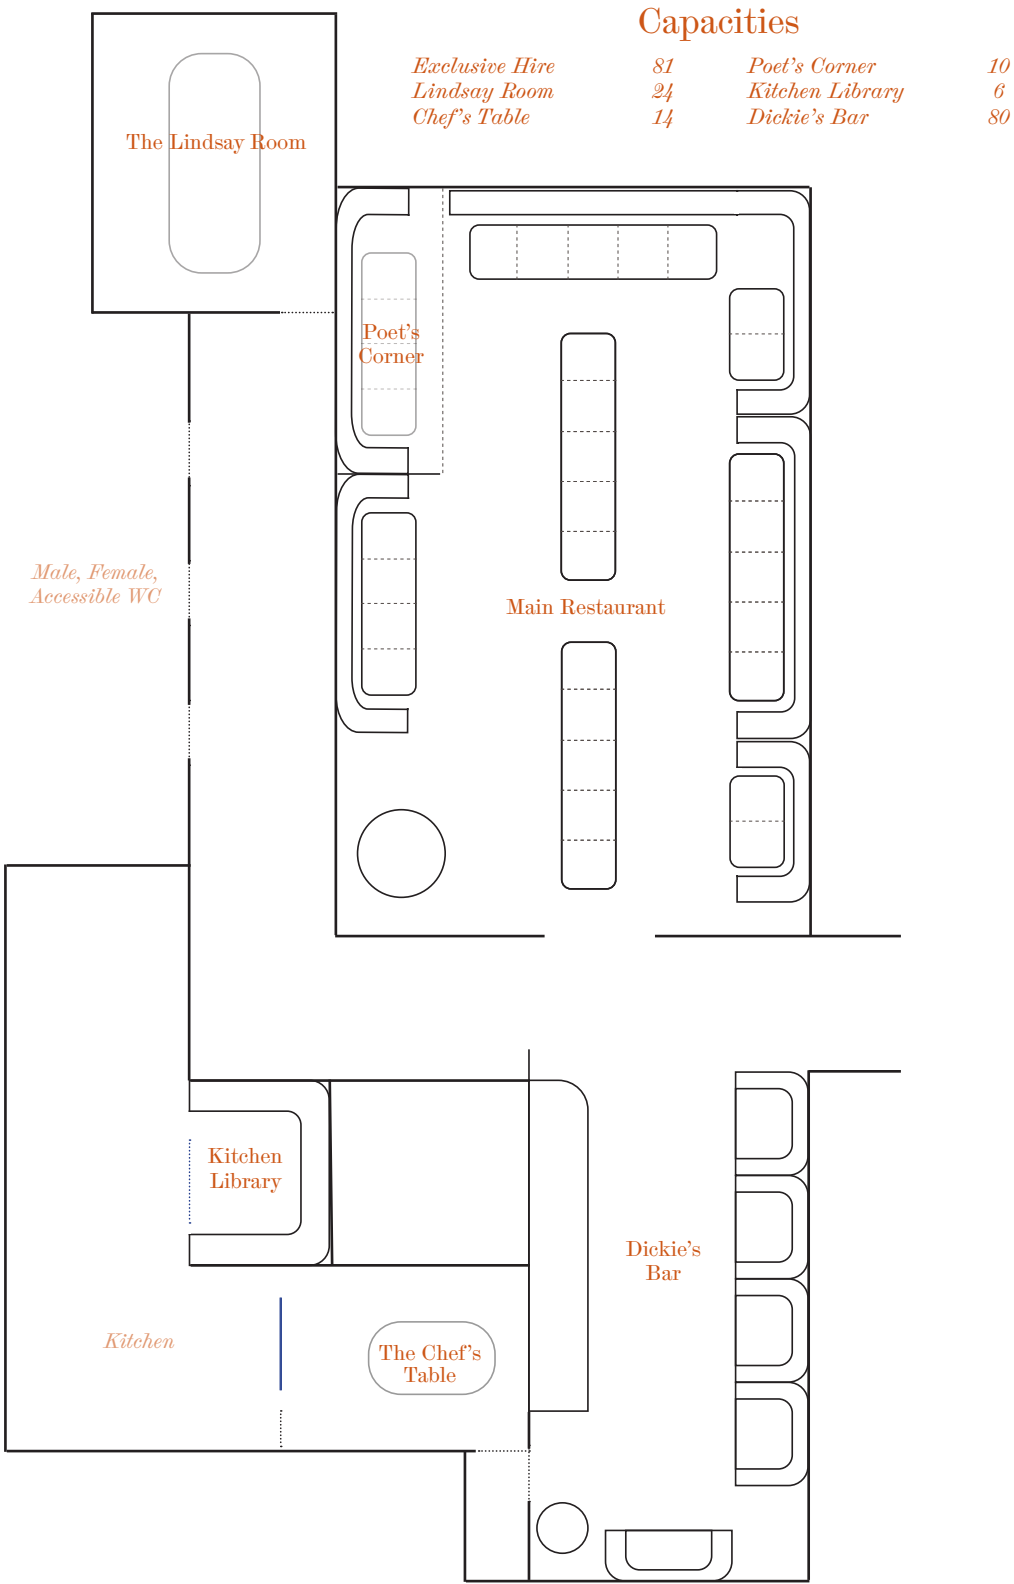 Capacities
Exclusive Hire 81 Poet's Corner 10
Lindsay Room 24 Kitchen Library 6
Chef's Table 14 Dickie's Bar 80
The Lindsay Room
Poet's
Corner
Male, Female,
Accessible WC
Main Restaurant
Kitchen
Library
Dickie's
Bar
Kitchen
The Chef's
Table